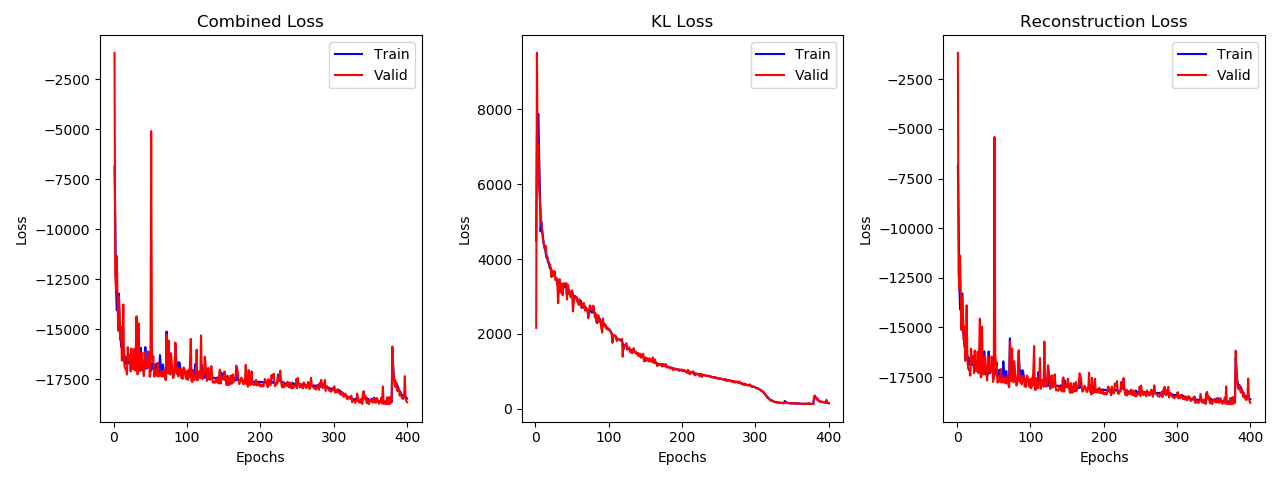 Combined Loss
Train
Valid
−2500
−5000
−7500
−10000
−12500
−15000
−17500
Loss
0
100
200
300
400
Epochs
KL Loss
Train
Valid
8000
6000
4000
2000
0
Loss
0
100
200
300
400
Epochs
Reconstruction Loss
Train
Valid
−2500
−5000
−7500
−10000
−12500
−15000
−17500
Loss
0
100
200
300
400
Epochs